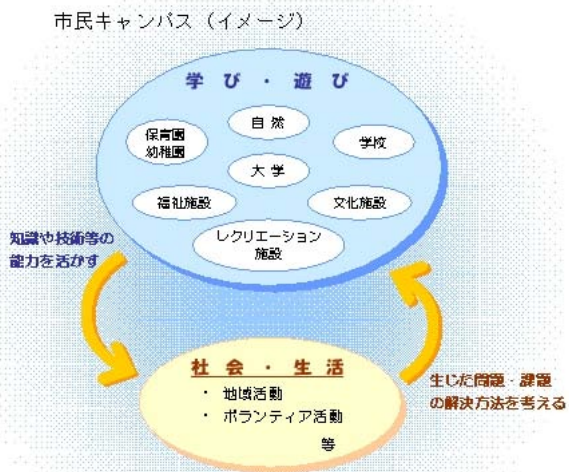 市民キャンパス（イメージ）
学び・遊び
自然
保育園
幼稚園
学校
大学
福祉施設
文化施設
レクリエーション
施設
知識や技術等の
能力を活かす
社会・生活
・ 地域活動
・ ボランティア活動
等
生じた問題・課題
の解決方法を考える